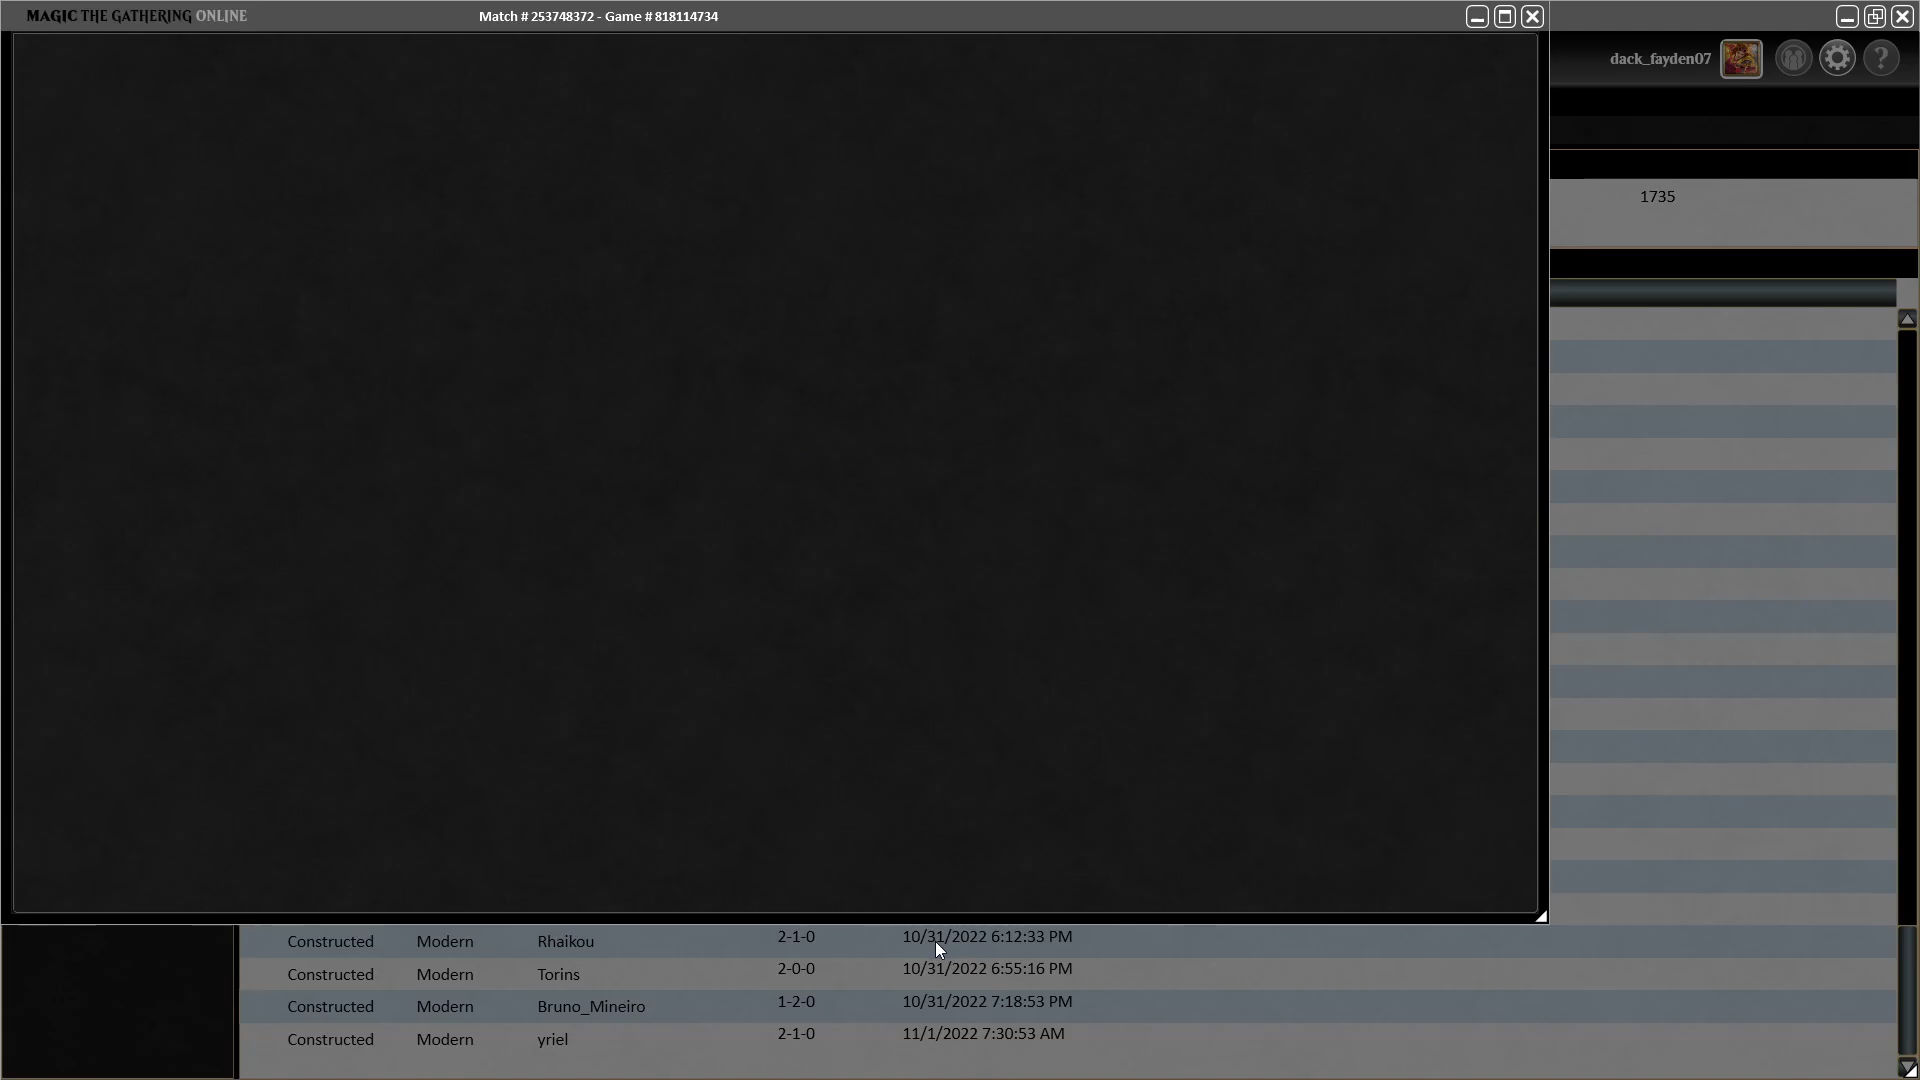 MAGIC THE GATHERING ONLINE
Match # 253748372 - Game # 818114734
dack_fayden07
?
1735
Constructed Modern Rhaikou 2-1-0 10/31/2022 6:12:33 PM
Constructed Modern Torins 2-0-0 10/31/2022 6:55:16 PM
Constructed Modern Bruno_Mineiro 1-2-0 10/31/2022 7:18:53 PM
Constructed Modern yriel 2-1-0 11/1/2022 7:30:53 AM